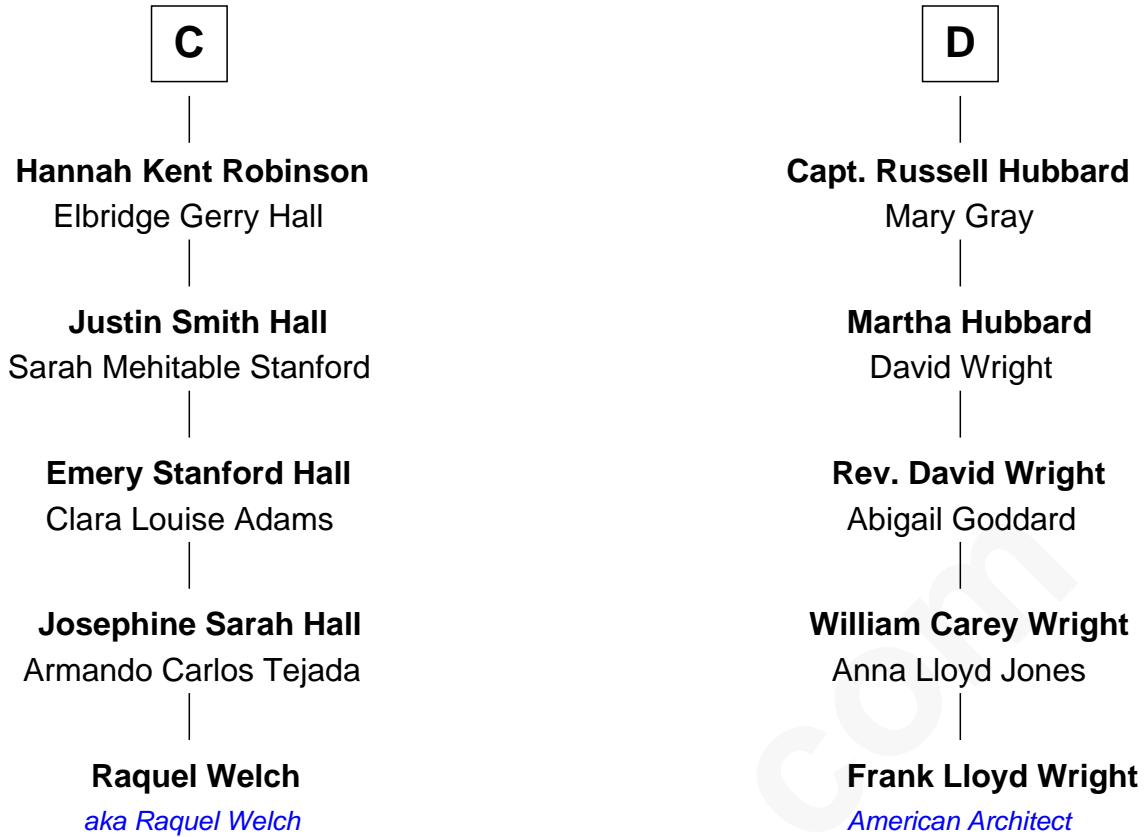 C
Hannah Kent Robinson
Elbridge Gerry Hall
Justin Smith Hall
Sarah Mehitable Stanford
Emery Stanford Hall
Clara Louise Adams
Josephine Sarah Hall
Armando Carlos Tejada
Raquel Welch
aka Raquel Welch
D
Capt. Russell Hubbard
Mary Gray
Martha Hubbard
David Wright
Rev. David Wright
Abigail Goddard
William Carey Wright
Anna Lloyd Jones
Frank Lloyd Wright
American Architect
com